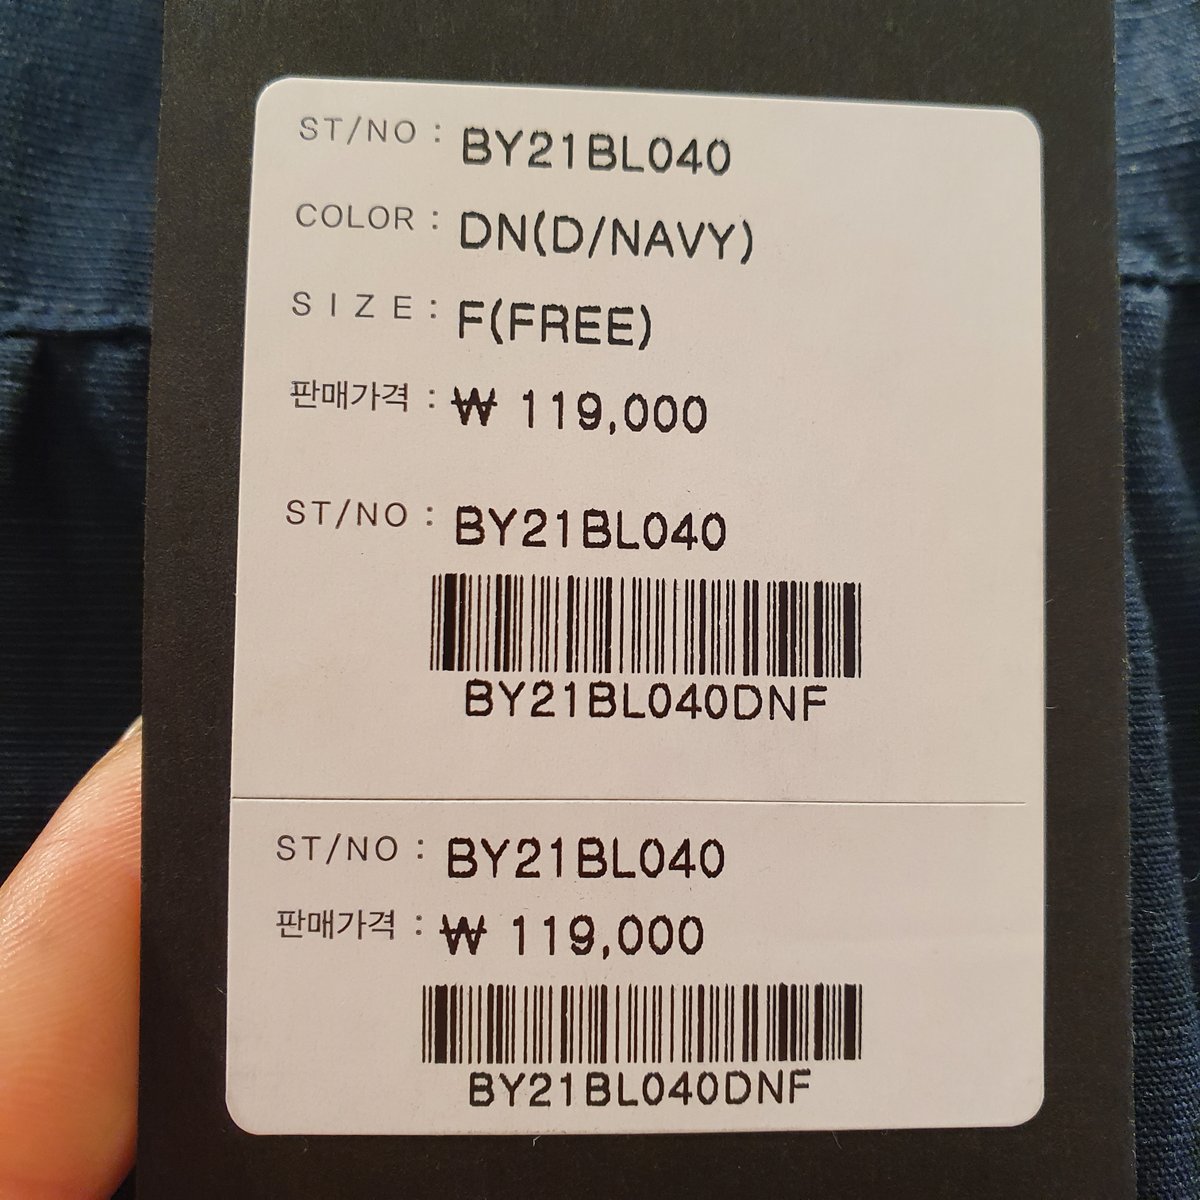 ST/NO : BY21BL040
COLOR : DN(D/NAVY)
SIZE : F(FREE)
판매가격 : ₩ 119,000
ST/NO : BY21BL040
BY21BL040DNF
ST/NO : BY21BL040
판매가격 : ₩ 119,000
BY21BL040DNF